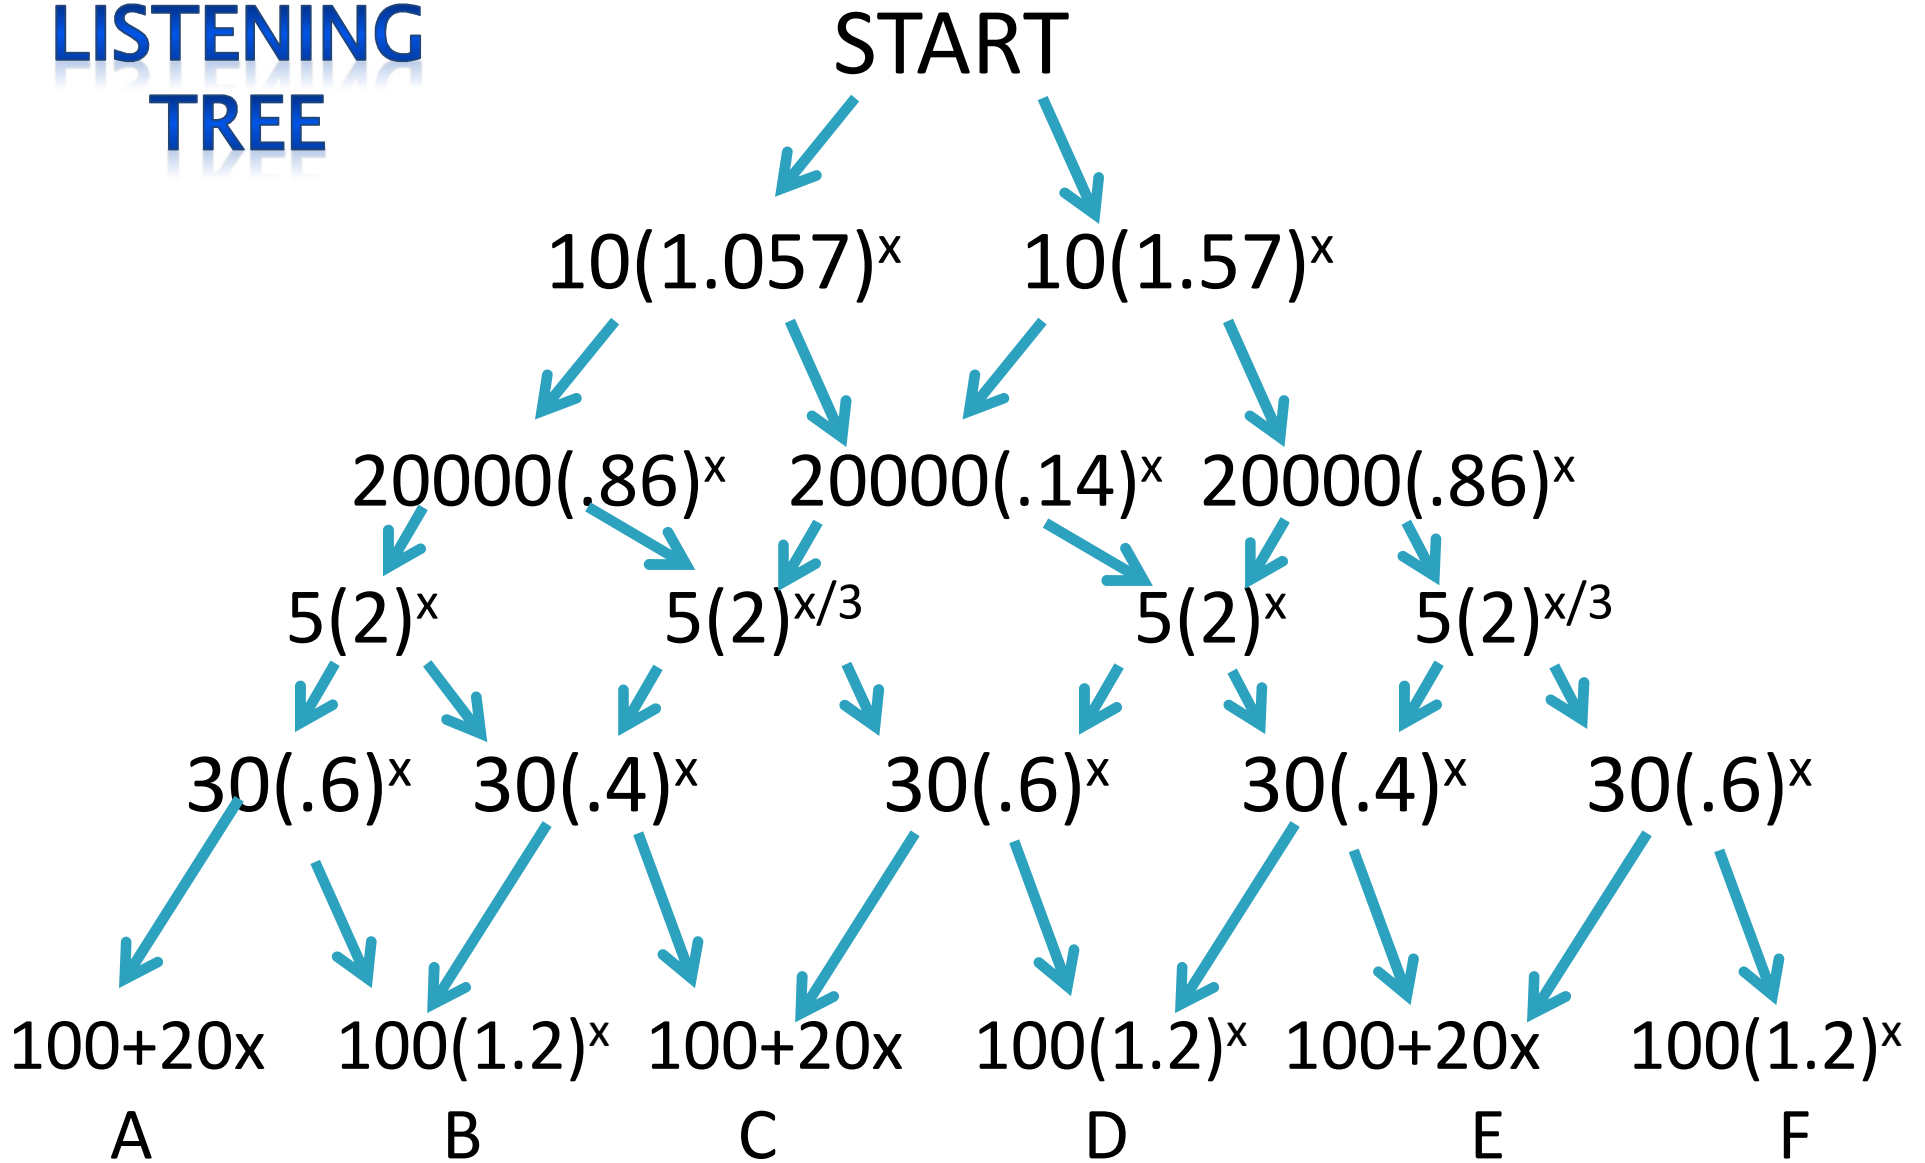 LISTENING
TREE
START
10(1.057)ˣ 10(1.57)ˣ
20000(.86)ˣ 20000(.14)ˣ 20000(.86)ˣ
5(2)ˣ 5(2)ˣ/³ 5(2)ˣ 5(2)ˣ/³
30(.6)ˣ 30(.4)ˣ 30(.6)ˣ 30(.4)ˣ 30(.6)ˣ
100+20x 100(1.2)ˣ 100+20x 100(1.2)ˣ 100+20x 100(1.2)ˣ
A B C D E F